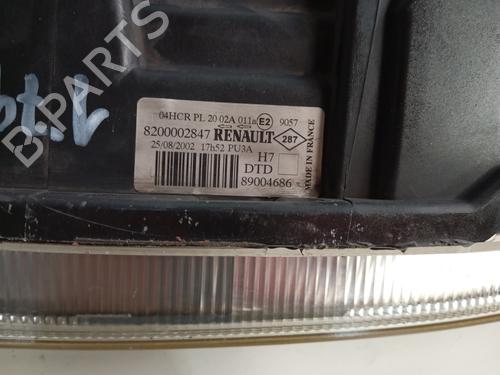 B-PARTS
04HCR PL 20 02A 011a E2 9057
8200002847 RENAULT 287
25/08/2002 17h52 PU3A
H7
DTD
89004686
MADE IN FRANCE